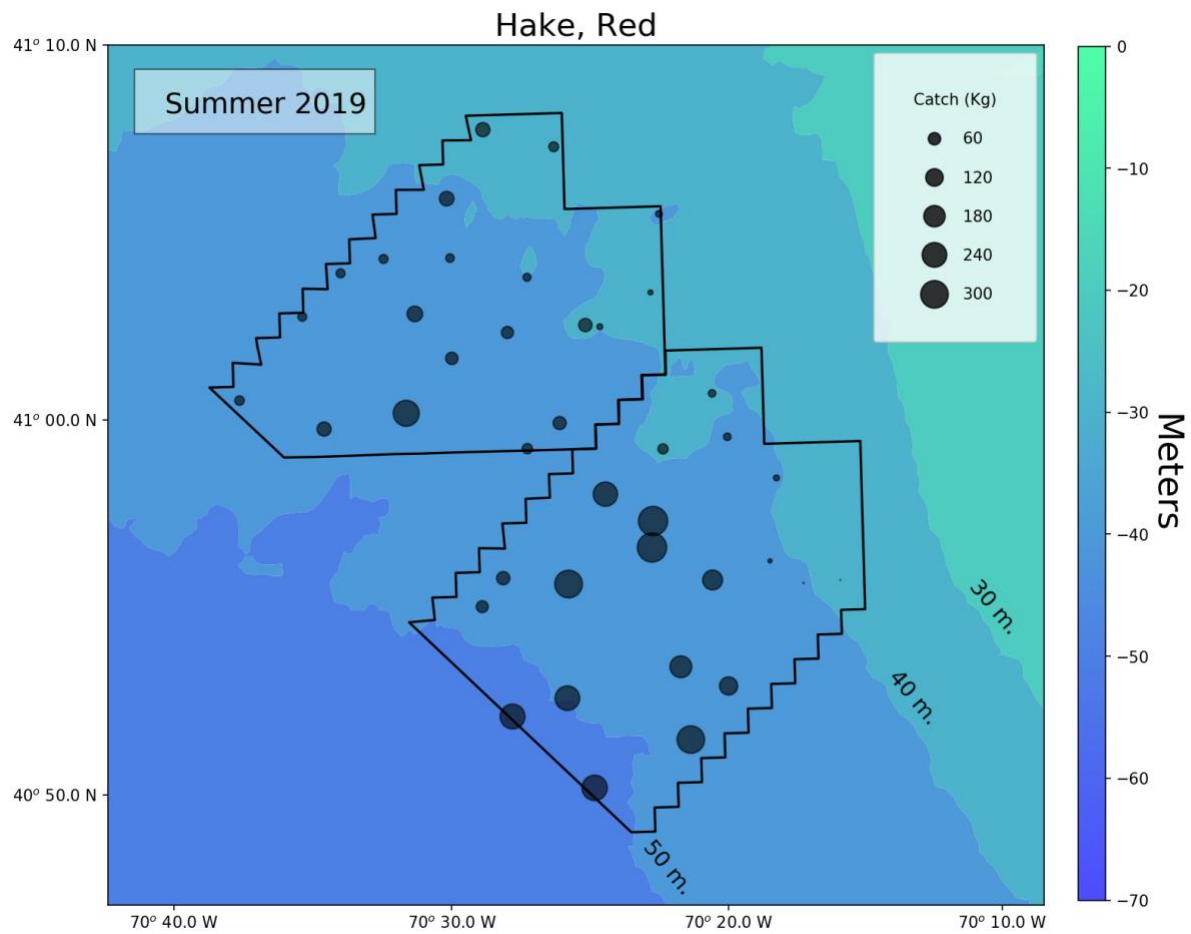 Hake, Red
41° 10.0 N
41° 00.0 N
40° 50.0 N
Summer 2019
Catch (Kg)
60
120
180
240
300
30 m.
40 m.
50 m.
70° 40.0 W
70° 30.0 W
70° 20.0 W
70° 10.0 W
0
−10
−20
−30
−40
−50
−60
−70
Meters